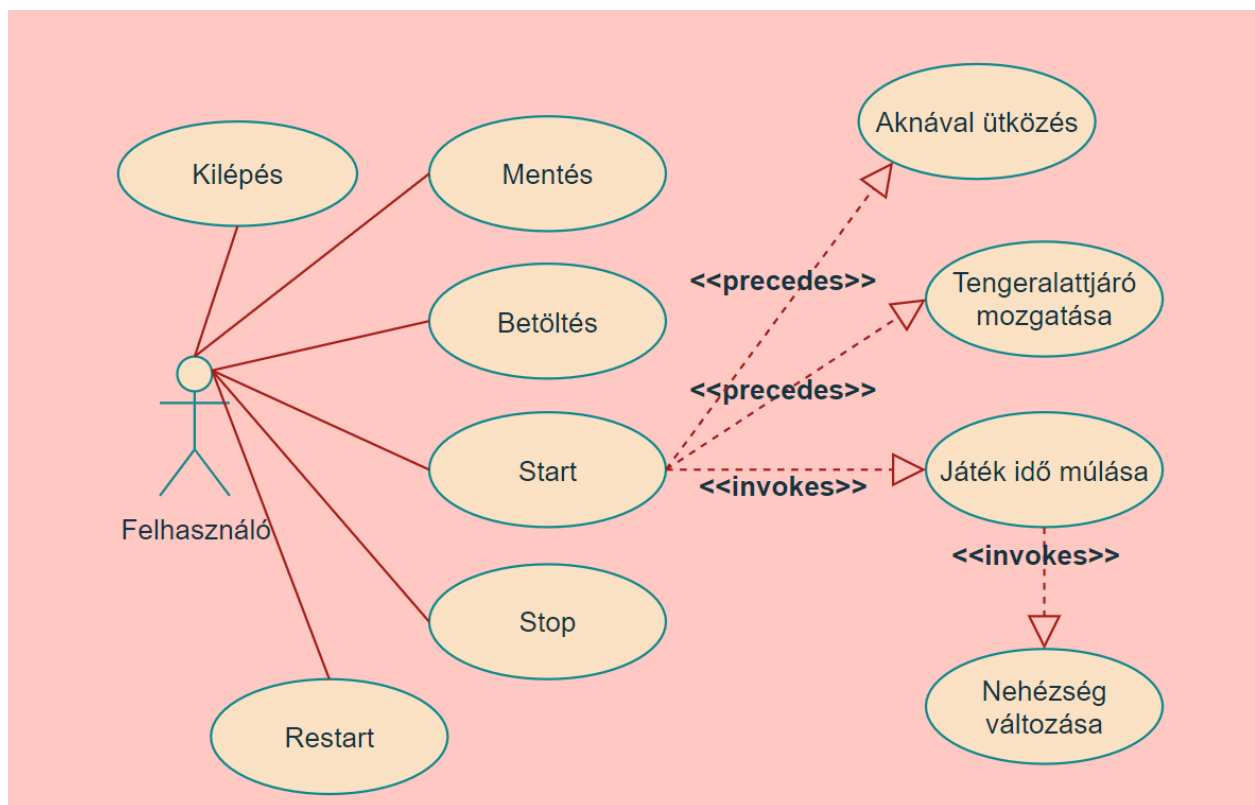 Aknával ütközés
Kilépés
Mentés
<<precedes>>
Tengeralattjáró
mozgatása
Betöltés
<<precedes>>
Start
<<invokes>>
Játék idő múlása
Felhasználó
<<invokes>>
Stop
Nehézség
változása
Restart